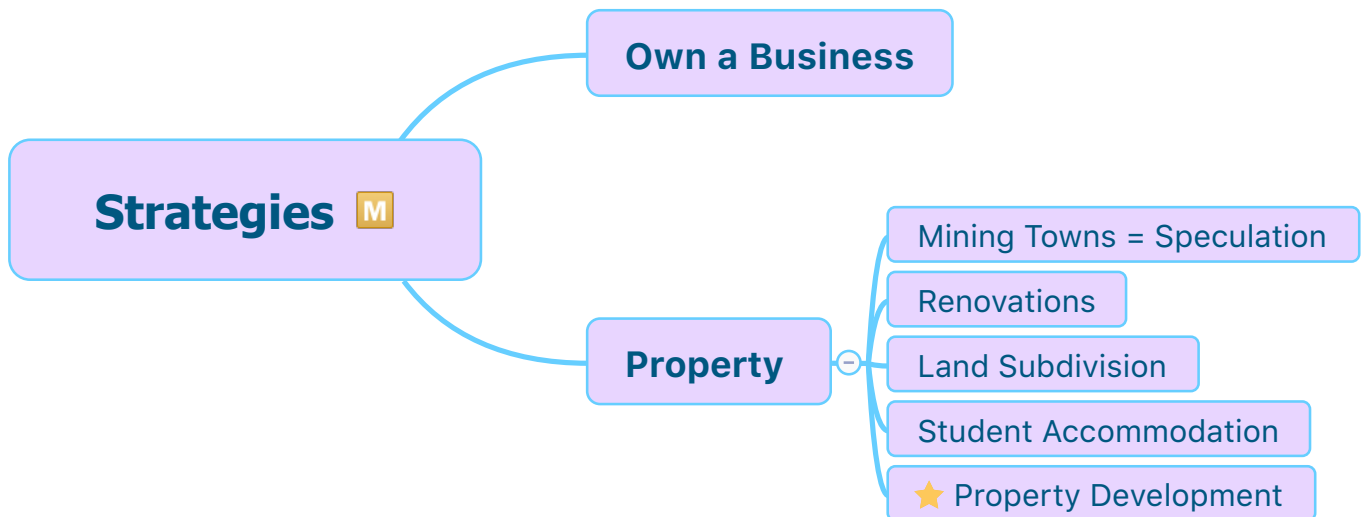 Own a Business
Strategies M
Mining Towns = Speculation
Renovations
Property
Land Subdivision
Student Accommodation
Property Development